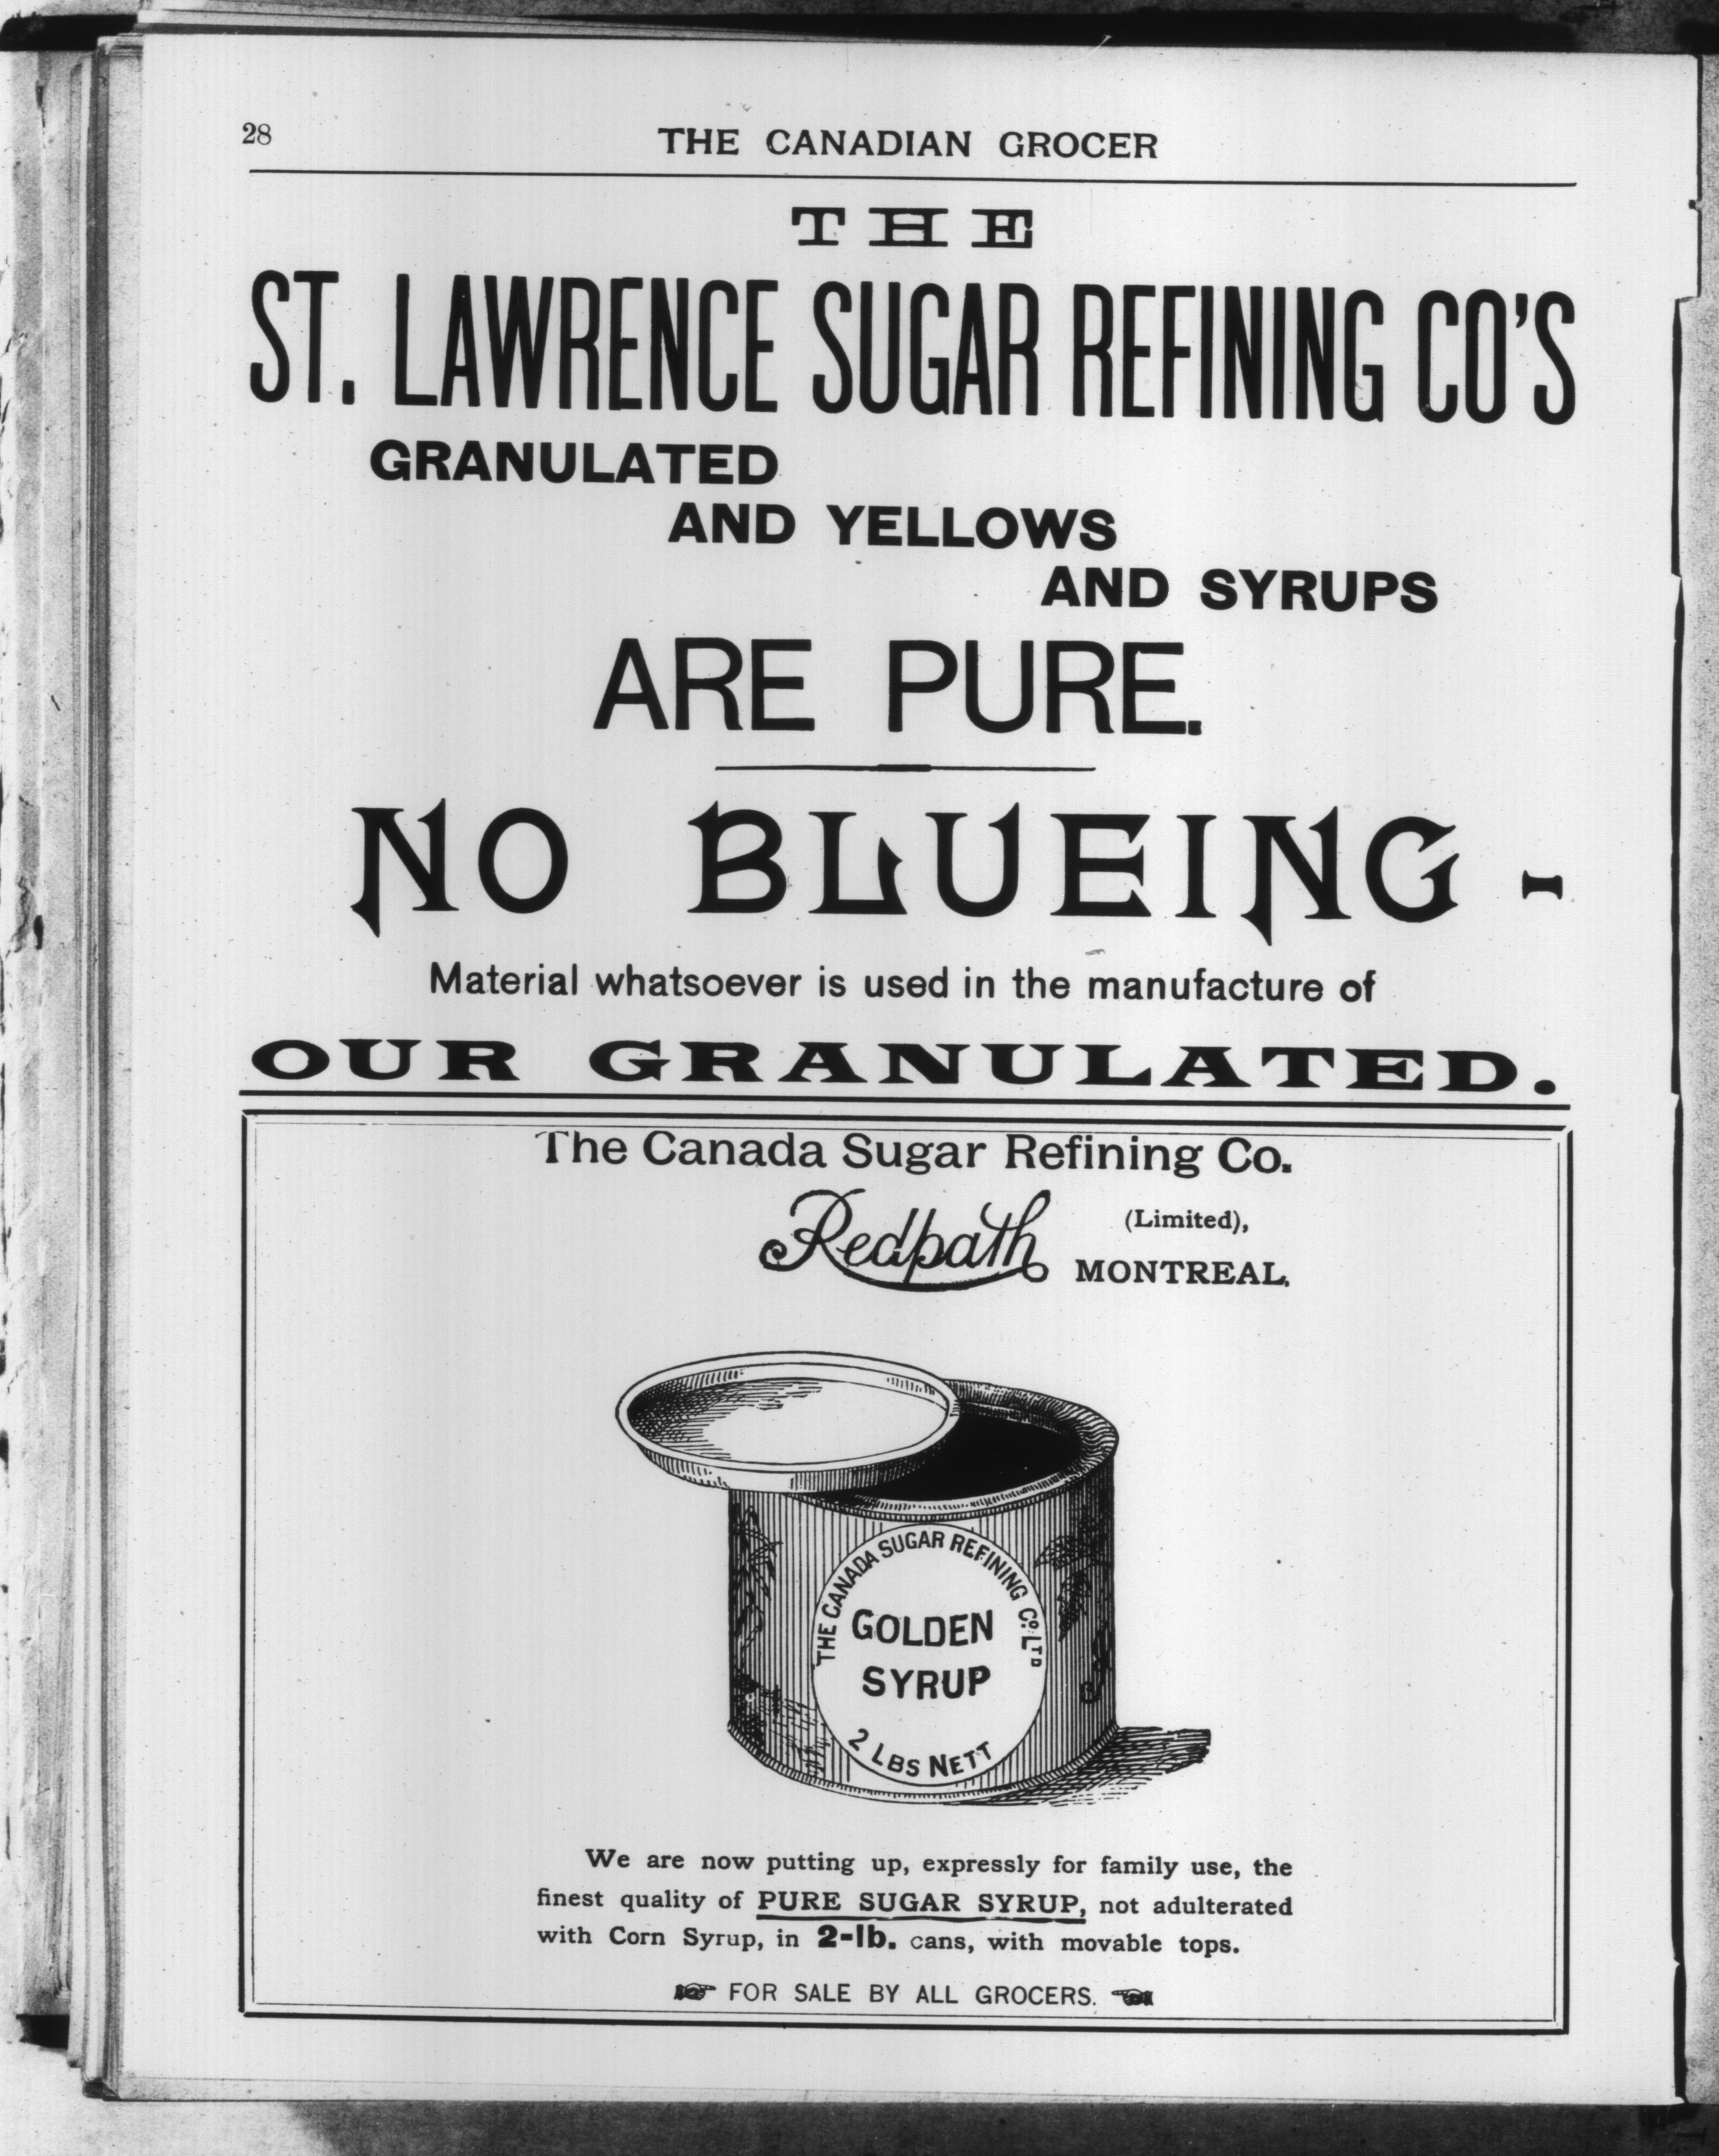 28
THE CANADIAN GROCER
THE
ST. LAWRENCE SUGAR REFINING CO'S
GRANULATED
AND YELLOWS
AND SYRUPS
ARE PURE.
NO BLUEING-
Material whatsoever is used in the manufacture of
OUR GRANULATED.
The Canada Sugar Refining Co.
(Limited),
Redpath
MONTREAL.
THE CANADA SUGAR REFINING CO. LTD
GOLDEN
SYRUP
2 LBS NETT
We are now putting up, expressly for family use, the
finest quality of PURE SUGAR SYRUP, not adulterated
with Corn Syrup, in 2-lb. cans, with movable tops.
FOR SALE BY ALL GROCERS.